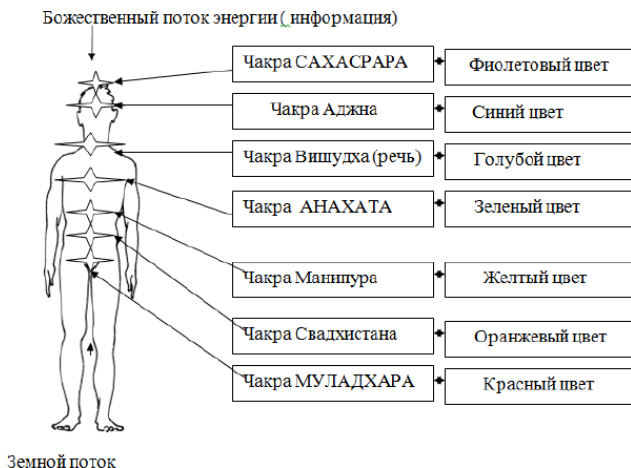 Божественный поток энергии( информация)
Чакра САХАСРАРА
Фиолетовый цвет
Чакра Аджна
Синий цвет
Чакра Вишудха (речь)
Голубой цвет
Чакра АНАХАТА
Зеленый цвет
Чакра Манипура
Желтый цвет
Чакра Свадхистана
Оранжевый цвет
Чакра МУЛАДХАРА
Красный цвет
Земной поток